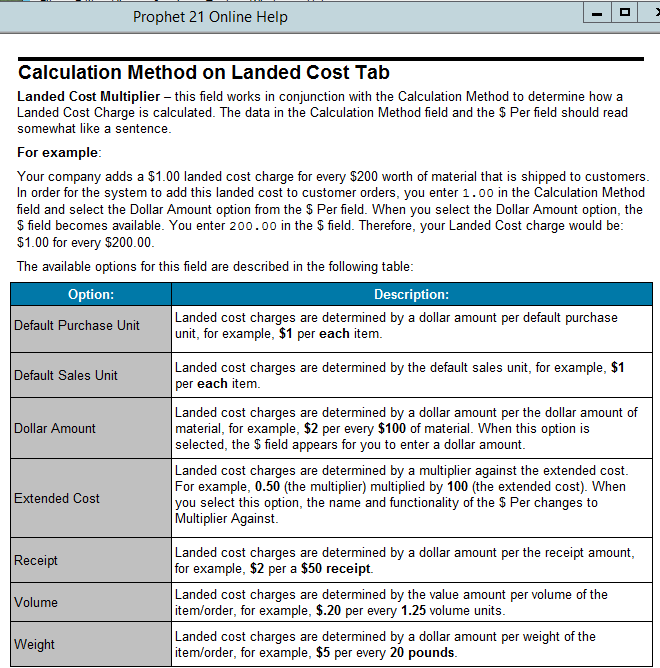 Prophet 21 Online Help
Calculation Method on Landed Cost Tab
Landed Cost Multiplier – this field works in conjunction with the Calculation Method to determine how a
Landed Cost Charge is calculated. The data in the Calculation Method field and the $ Per field should read
somewhat like a sentence.
For example:
Your company adds a $1.00 landed cost charge for every $200 worth of material that is shipped to customers.
In order for the system to add this landed cost to customer orders, you enter 1.00 in the Calculation Method
field and select the Dollar Amount option from the $ Per field. When you select the Dollar Amount option, the
$ field becomes available. You enter 200.00 in the $ field. Therefore, your Landed Cost charge would be:
$1.00 for every $200.00.
The available options for this field are described in the following table:
Option: Description:
Default Purchase Unit
Landed cost charges are determined by a dollar amount per default purchase
unit, for example, $1 per each item.
Default Sales Unit
Landed cost charges are determined by the default sales unit, for example, $1
per each item.
Dollar Amount
Landed cost charges are determined by a dollar amount per the dollar amount of
material, for example, $2 per every $100 of material. When this option is
selected, the $ field appears for you to enter a dollar amount.
Extended Cost
Landed cost charges are determined by a multiplier against the extended cost.
For example, 0.50 (the multiplier) multiplied by 100 (the extended cost). When
you select this option, the name and functionality of the $ Per changes to
Multiplier Against.
Receipt
Landed cost charges are determined by a dollar amount per the receipt amount,
for example, $2 per a $50 receipt.
Volume
Landed cost charges are determined by the value amount per volume of the
item/order, for example, $.20 per every 1.25 volume units.
Weight
Landed cost charges are determined by a dollar amount per weight of the
item/order, for example, $5 per every 20 pounds.